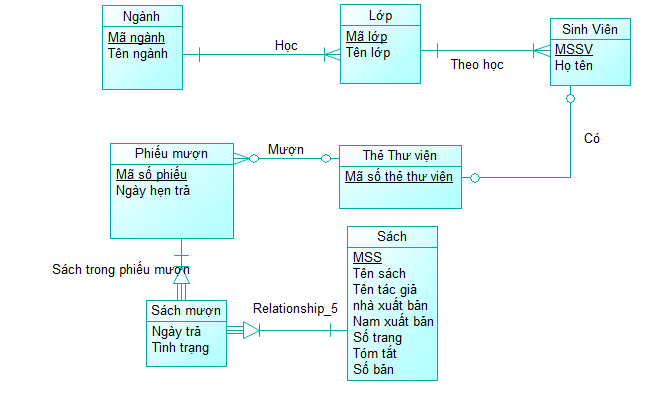 Ngành
Mã ngành
Tên ngành
Học
Lớp
Mã lớp
Tên lớp
Theo học
Sinh Viên
MSSV
Họ tên
Có
Phiếu mượn
Mã số phiếu
Ngày hẹn trả
Mượn
Thẻ Thư viện
Mã số thẻ thư viên
Sách trong phiếu mượn
Sách mượn
Ngày trả
Tình trạng
Relationship_5
Sách
MSS
Tên sách
Tên tác giả
nhà xuất bản
Nam xuất bản
Số trang
Tóm tắt
Số bản